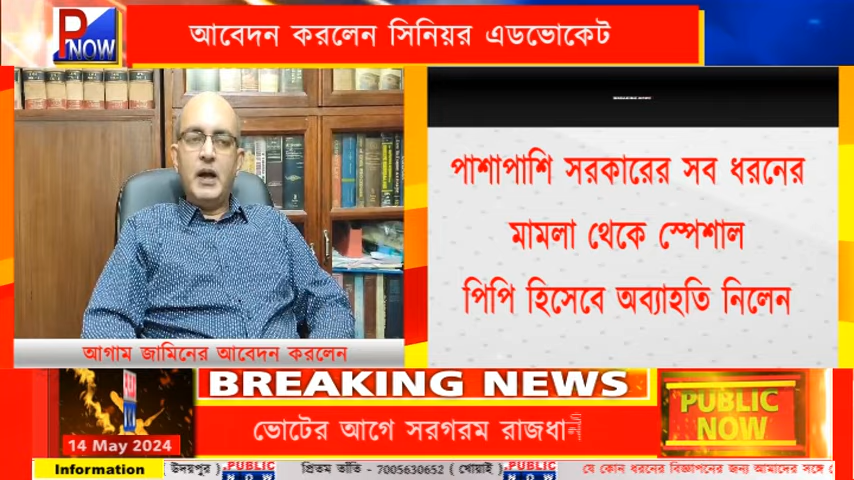 P NOW
আবেদন করলেন সিনিয়র এডভোকেট
BREAKING NEWS
পাশাপাশি সরকারের সব ধরনের
মামলা থেকে স্পেশাল
পিপি হিসেবে অব্যাহতি নিলেন
আগাম জামিনের আবেদন করলেন
BREAKING NEWS
ভোটের আগে সরগরম রাজধানী
14 May 2024
PUBLIC NOW
Information
( উদয়পুর ) PUBLIC NOW প্রিতম তাঁতি - 7005630652 ( খোয়াই ) PUBLIC NOW যে কোন ধরনের বিজ্ঞাপনের জন্য আমাদের সঙ্গে